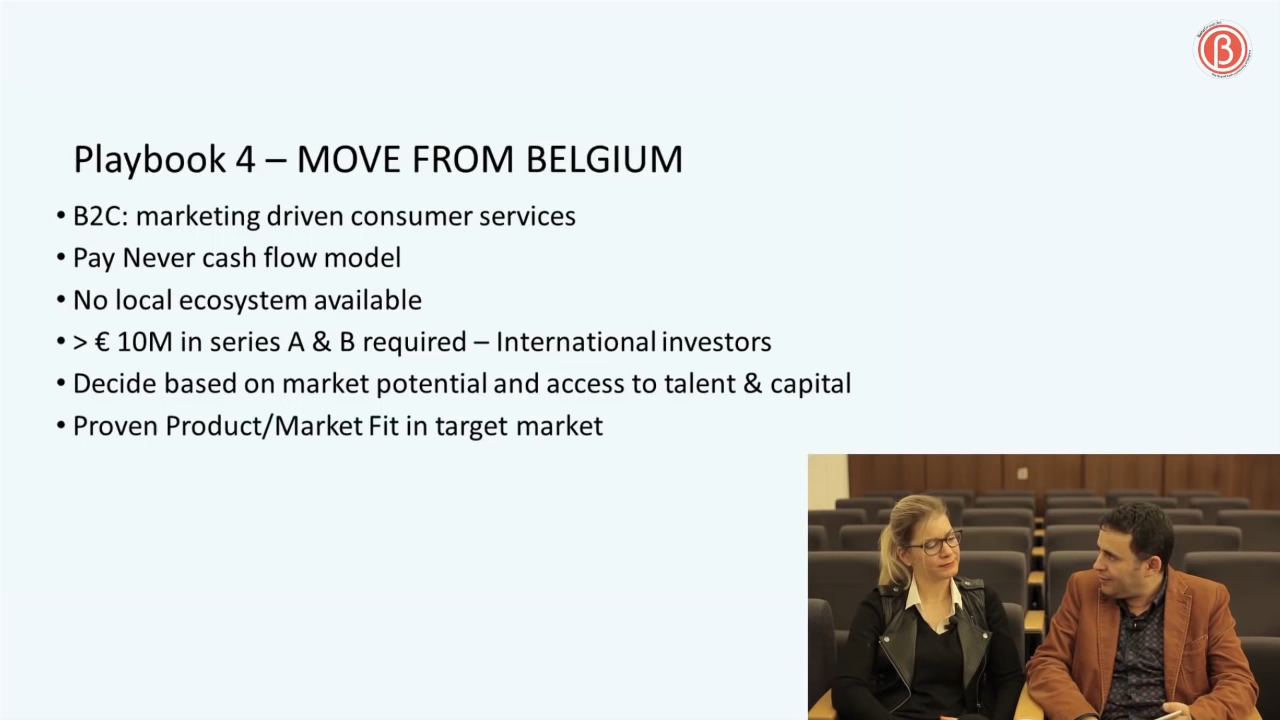 β
Playbook 4 – MOVE FROM BELGIUM
• B2C: marketing driven consumer services
• Pay Never cash flow model
• No local ecosystem available
• > € 10M in series A & B required – International investors
• Decide based on market potential and access to talent & capital
• Proven Product/Market Fit in target market